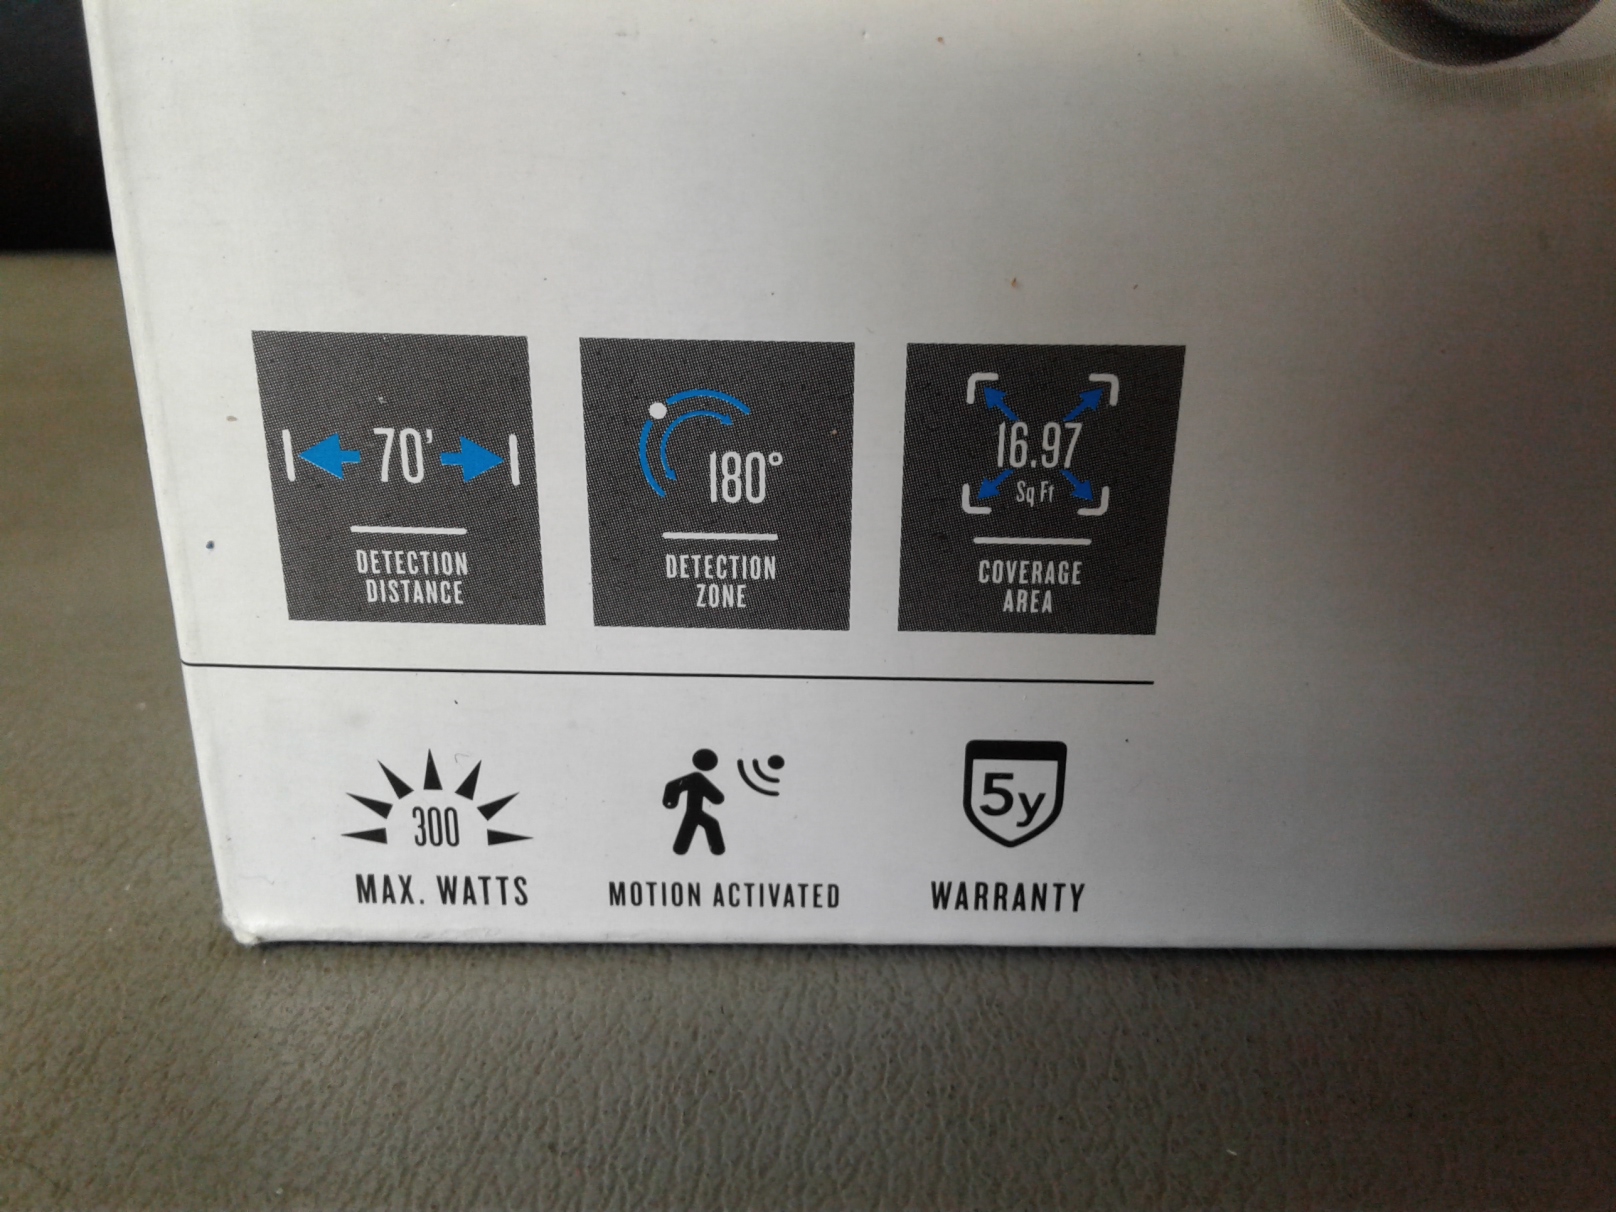 70'
DETECTION
DISTANCE
180°
DETECTION
ZONE
16.97
Sq Ft
COVERAGE
AREA
300
MAX. WATTS
MOTION ACTIVATED
5y
WARRANTY